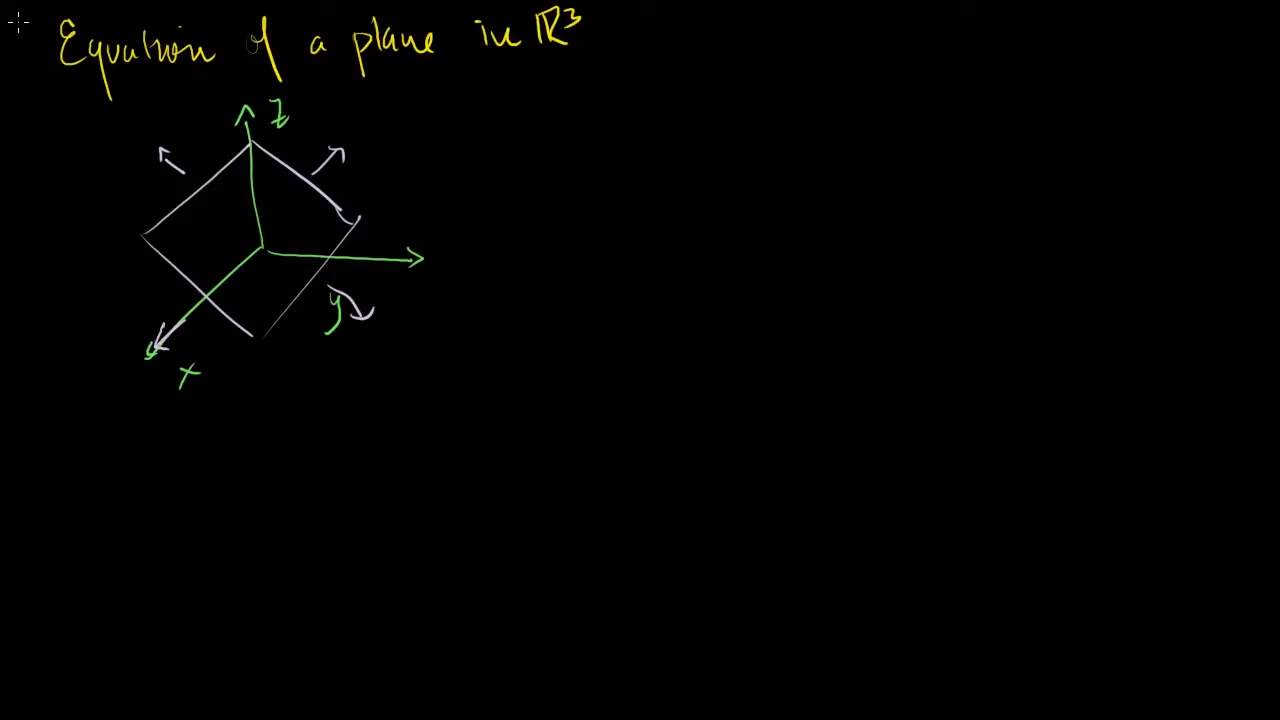 Equation of a plane in ℝ³
z
y
x